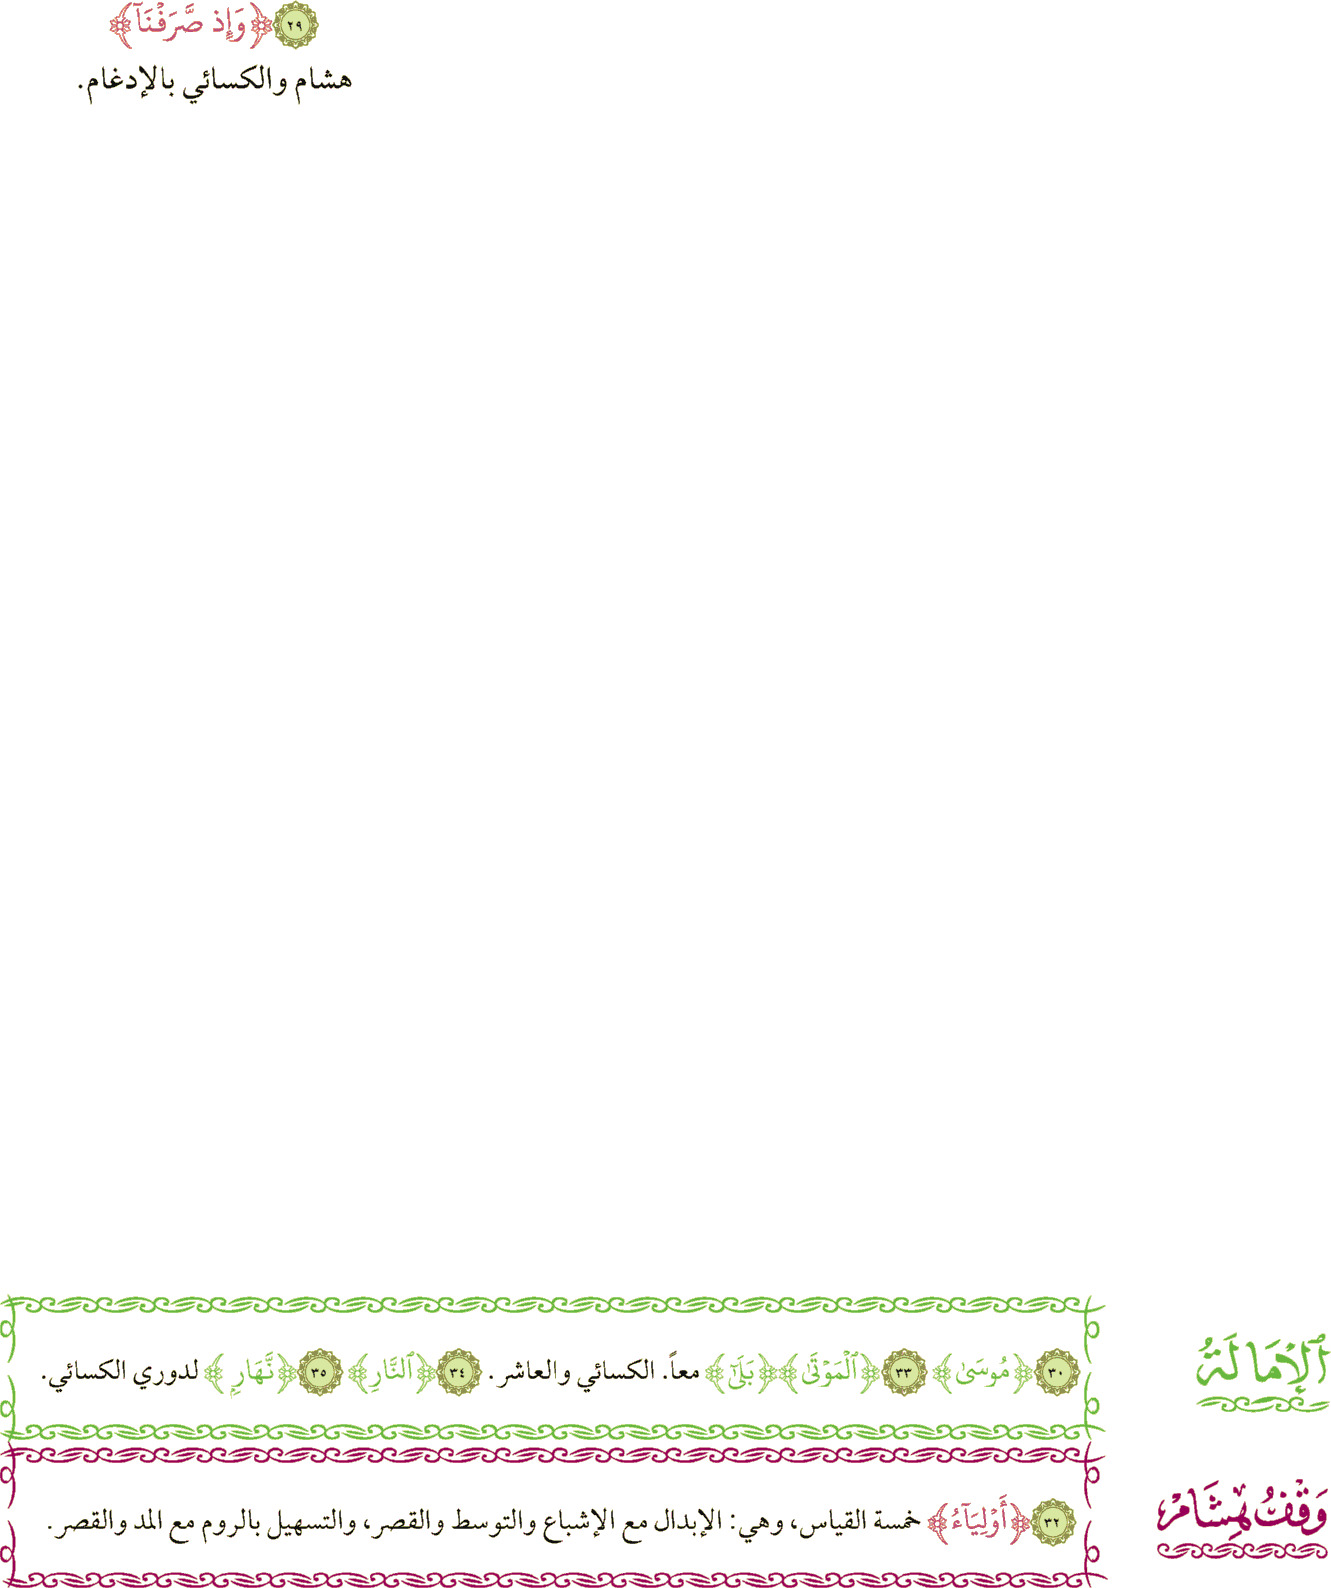 ٢٩ ﴿وَإِذ صَّرَفْنَآ﴾
هشام والكسائي بالإدغام.
ٱلْإِمَالَةُ
٣٠ ﴿مُوسَىٰ﴾ ٣٣ ﴿ٱلْمَوْتَىٰ﴾ ﴿بَلَىٰٓ﴾ معاً. الكسائي والعاشر. ٣٤ ﴿ٱلنَّارِ﴾ ٣٥ ﴿نَّهَارِۭ﴾ لدوري الكسائي.
وَقْفُ هِشَامٍ
٣٢ ﴿أَوْلِيَآءُ﴾ خمسة القياس، وهي: الإبدال مع الإشباع والتوسط والقصر، والتسهيل بالروم مع المد والقصر.